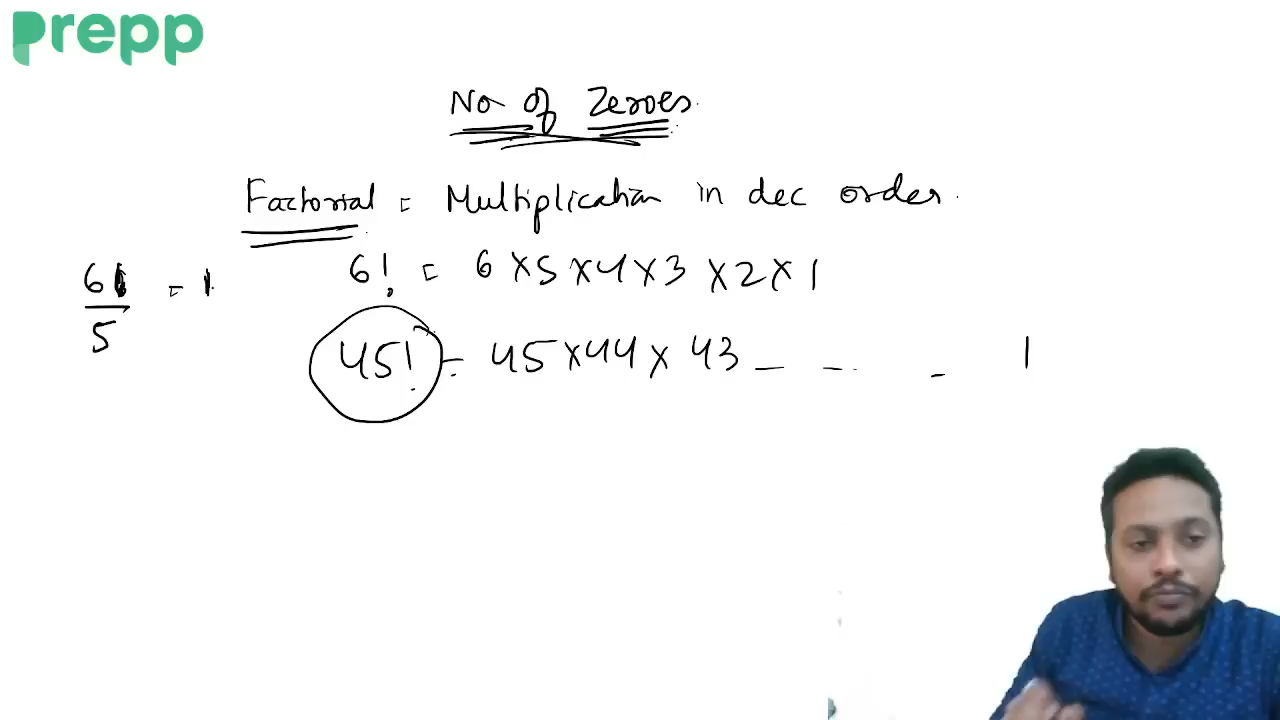 Prepp
No of Zeroes.
Factorial = Multiplication in dec order.
6! = 6 × 5 × 4 × 3 × 2 × 1
6! / 5 = 1
45! = 45 × 44 × 43 _ _ _ 1